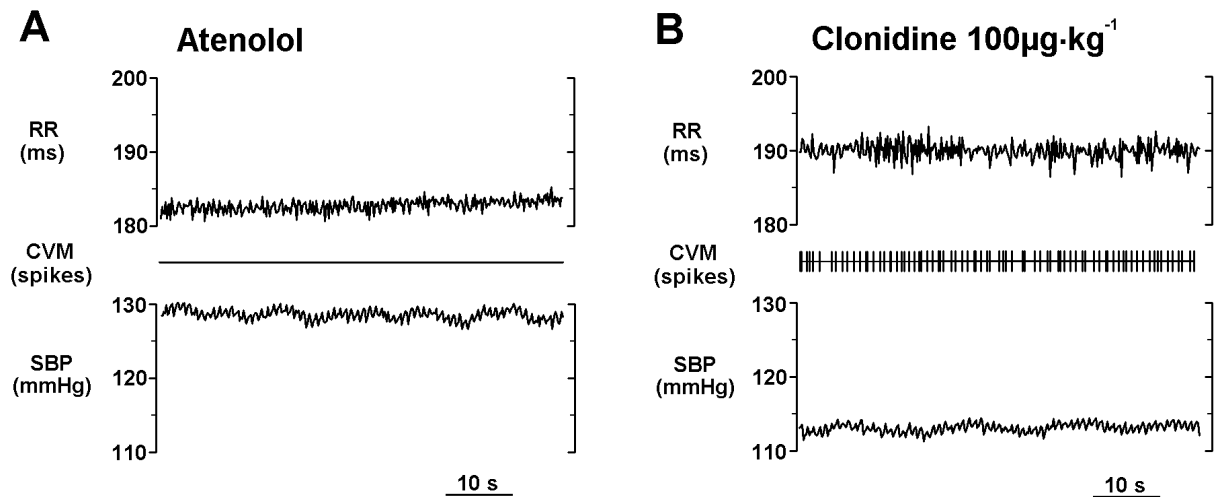 A
Atenolol
200
RR
(ms)
190
180
CVM
(spikes)
130
SBP
(mmHg)
120
110
10 s
B
Clonidine 100µg·kg-1
200
RR
(ms)
190
180
CVM
(spikes)
130
SBP
(mmHg)
120
110
10 s